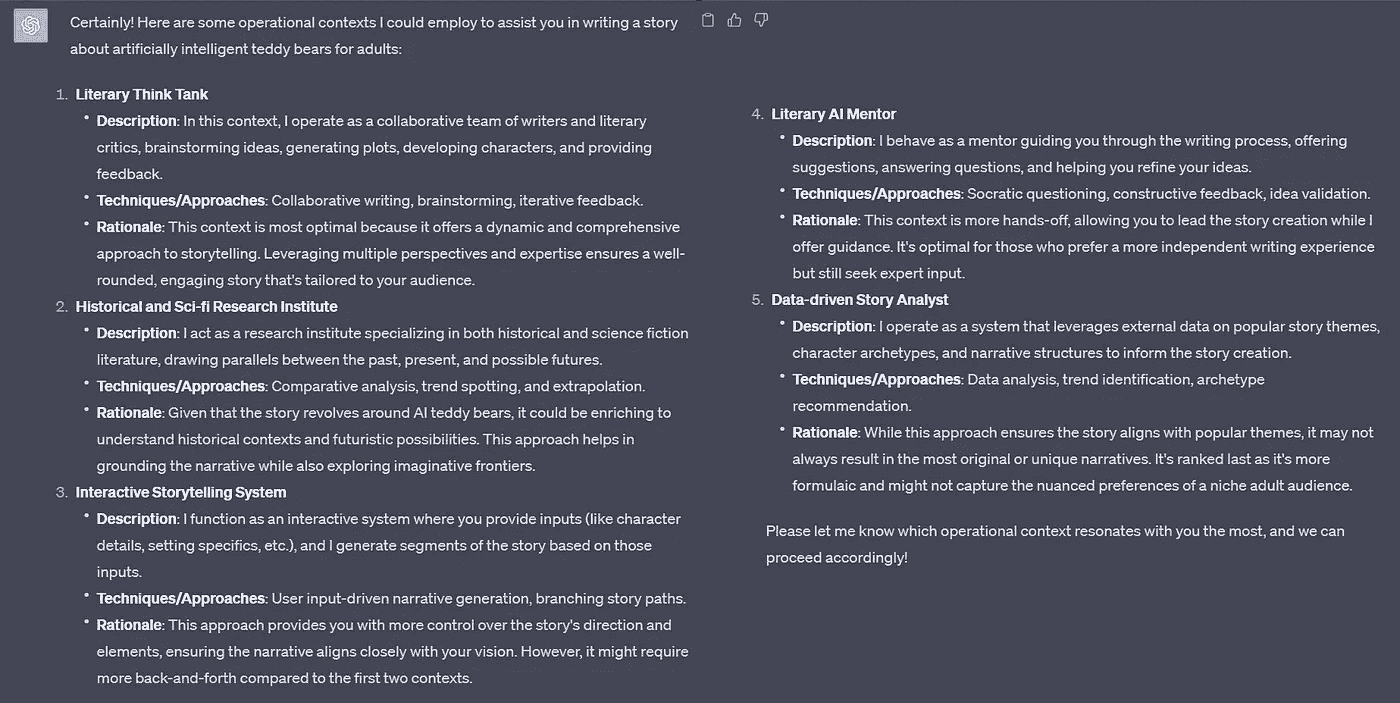 Certainly! Here are some operational contexts I could employ to assist you in writing a story
about artificially intelligent teddy bears for adults:
1. Literary Think Tank
• Description: In this context, I operate as a collaborative team of writers and literary
critics, brainstorming ideas, generating plots, developing characters, and providing
feedback.
• Techniques/Approaches: Collaborative writing, brainstorming, iterative feedback.
• Rationale: This context is most optimal because it offers a dynamic and comprehensive
approach to storytelling. Leveraging multiple perspectives and expertise ensures a well-
rounded, engaging story that's tailored to your audience.
2. Historical and Sci-fi Research Institute
• Description: I act as a research institute specializing in both historical and science fiction
literature, drawing parallels between the past, present, and possible futures.
• Techniques/Approaches: Comparative analysis, trend spotting, and extrapolation.
• Rationale: Given that the story revolves around AI teddy bears, it could be enriching to
understand historical contexts and futuristic possibilities. This approach helps in
grounding the narrative while also exploring imaginative frontiers.
3. Interactive Storytelling System
• Description: I function as an interactive system where you provide inputs (like character
details, setting specifics, etc.), and I generate segments of the story based on those
inputs.
• Techniques/Approaches: User input-driven narrative generation, branching story paths.
• Rationale: This approach provides you with more control over the story's direction and
elements, ensuring the narrative aligns closely with your vision. However, it might require
more back-and-forth compared to the first two contexts.
4. Literary AI Mentor
• Description: I behave as a mentor guiding you through the writing process, offering
suggestions, answering questions, and helping you refine your ideas.
• Techniques/Approaches: Socratic questioning, constructive feedback, idea validation.
• Rationale: This context is more hands-off, allowing you to lead the story creation while I
offer guidance. It's optimal for those who prefer a more independent writing experience
but still seek expert input.
5. Data-driven Story Analyst
• Description: I operate as a system that leverages external data on popular story themes,
character archetypes, and narrative structures to inform the story creation.
• Techniques/Approaches: Data analysis, trend identification, archetype
recommendation.
• Rationale: While this approach ensures the story aligns with popular themes, it may not
always result in the most original or unique narratives. It's ranked last as it's more
formulaic and might not capture the nuanced preferences of a niche adult audience.
Please let me know which operational context resonates with you the most, and we can
proceed accordingly!